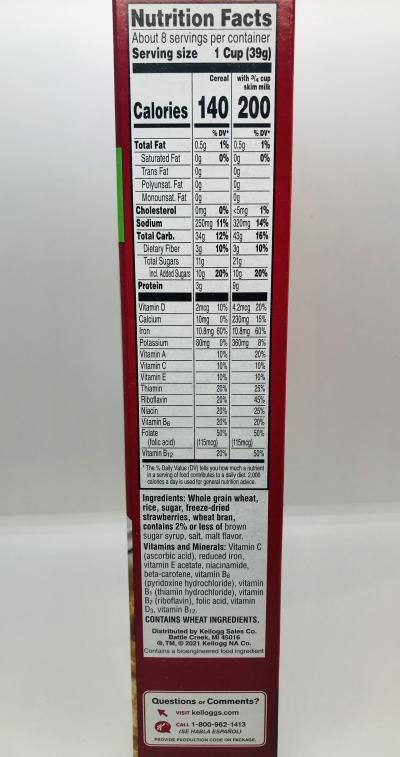 Nutrition Facts
About 8 servings per container
Serving size 1 Cup (39g)
Cereal with 3/4 cup
skim milk
Calories 140 200
% DV* % DV*
Total Fat 0.5g 1% 0.5g 1%
Saturated Fat 0g 0% 0g 0%
Trans Fat 0g 0g
Polyunsat. Fat 0g 0g
Monounsat. Fat 0g 0g
Cholesterol 0mg 0% <5mg 1%
Sodium 250mg 11% 320mg 14%
Total Carb. 34g 12% 43g 16%
Dietary Fiber 3g 10% 3g 10%
Total Sugars 11g 21g
Incl. Added Sugars 10g 20% 10g 20%
Protein 3g 9g
Vitamin D 2mcg 10% 4.2mcg 20%
Calcium 10mg 0% 230mg 15%
Iron 10.8mg 60% 10.8mg 60%
Potassium 80mg 0% 360mg 8%
Vitamin A 10% 20%
Vitamin C 10% 10%
Vitamin E 10% 10%
Thiamin 20% 25%
Riboflavin 20% 45%
Niacin 20% 25%
Vitamin B6 20% 20%
Folate 50% 50%
(folic acid) (115mcg) (115mcg)
Vitamin B12 20% 50%
* The % Daily Value (DV) tells you how much a nutrient
in a serving of food contributes to a daily diet. 2,000
calories a day is used for general nutrition advice.
Ingredients: Whole grain wheat,
rice, sugar, freeze-dried
strawberries, wheat bran,
contains 2% or less of brown
sugar syrup, salt, malt flavor.
Vitamins and Minerals: Vitamin C
(ascorbic acid), reduced iron,
vitamin E acetate, niacinamide,
beta-carotene, vitamin B6
(pyridoxine hydrochloride), vitamin
B1 (thiamin hydrochloride), vitamin
B2 (riboflavin), folic acid, vitamin
D3, vitamin B12.
CONTAINS WHEAT INGREDIENTS.
Distributed by Kellogg Sales Co.
Battle Creek, MI 49016
®, TM, © 2021 Kellogg NA Co.
Contains a bioengineered food ingredient
Questions or Comments?
VISIT kelloggs.com
CALL 1-800-962-1413
(SE HABLA ESPAÑOL)
PROVIDE PRODUCTION CODE ON PACKAGE.